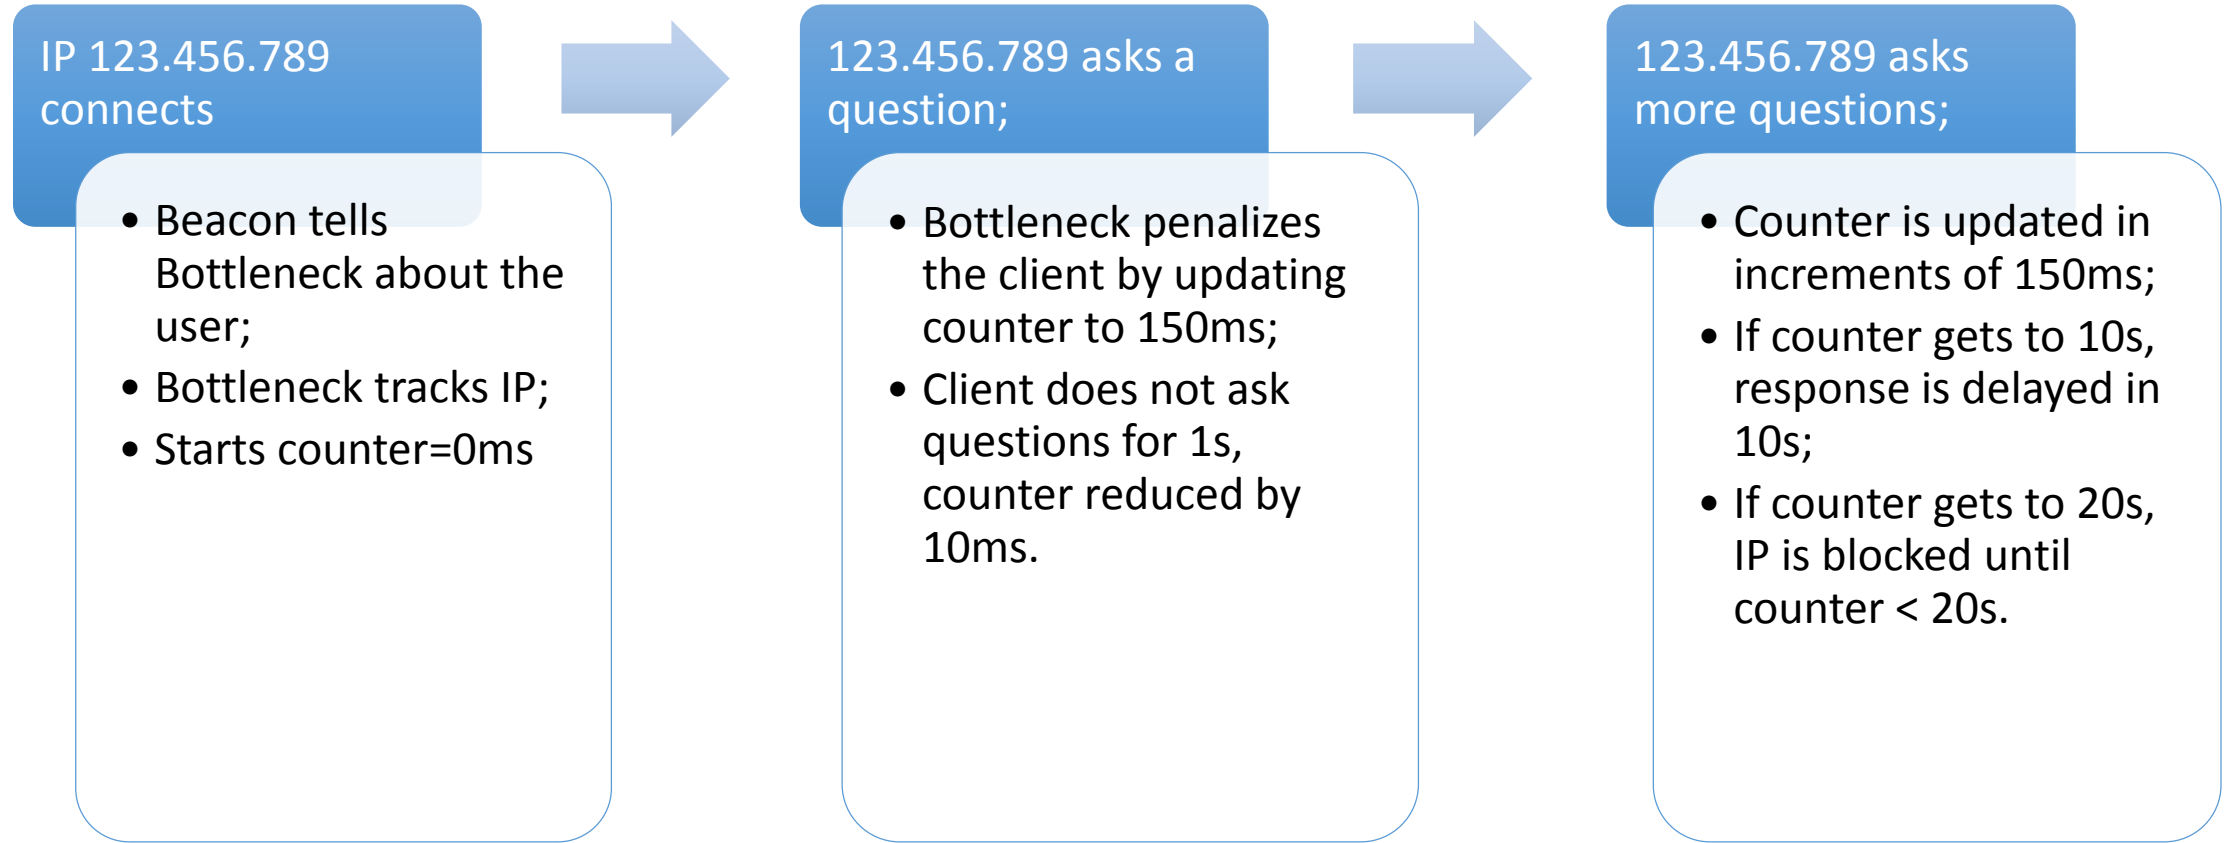 IP 123.456.789
connects
• Beacon tells
Bottleneck about the
user;
• Bottleneck tracks IP;
• Starts counter=0ms
123.456.789 asks a
question;
• Bottleneck penalizes
the client by updating
counter to 150ms;
• Client does not ask
questions for 1s,
counter reduced by
10ms.
123.456.789 asks
more questions;
• Counter is updated in
increments of 150ms;
• If counter gets to 10s,
response is delayed in
10s;
• If counter gets to 20s,
IP is blocked until
counter < 20s.